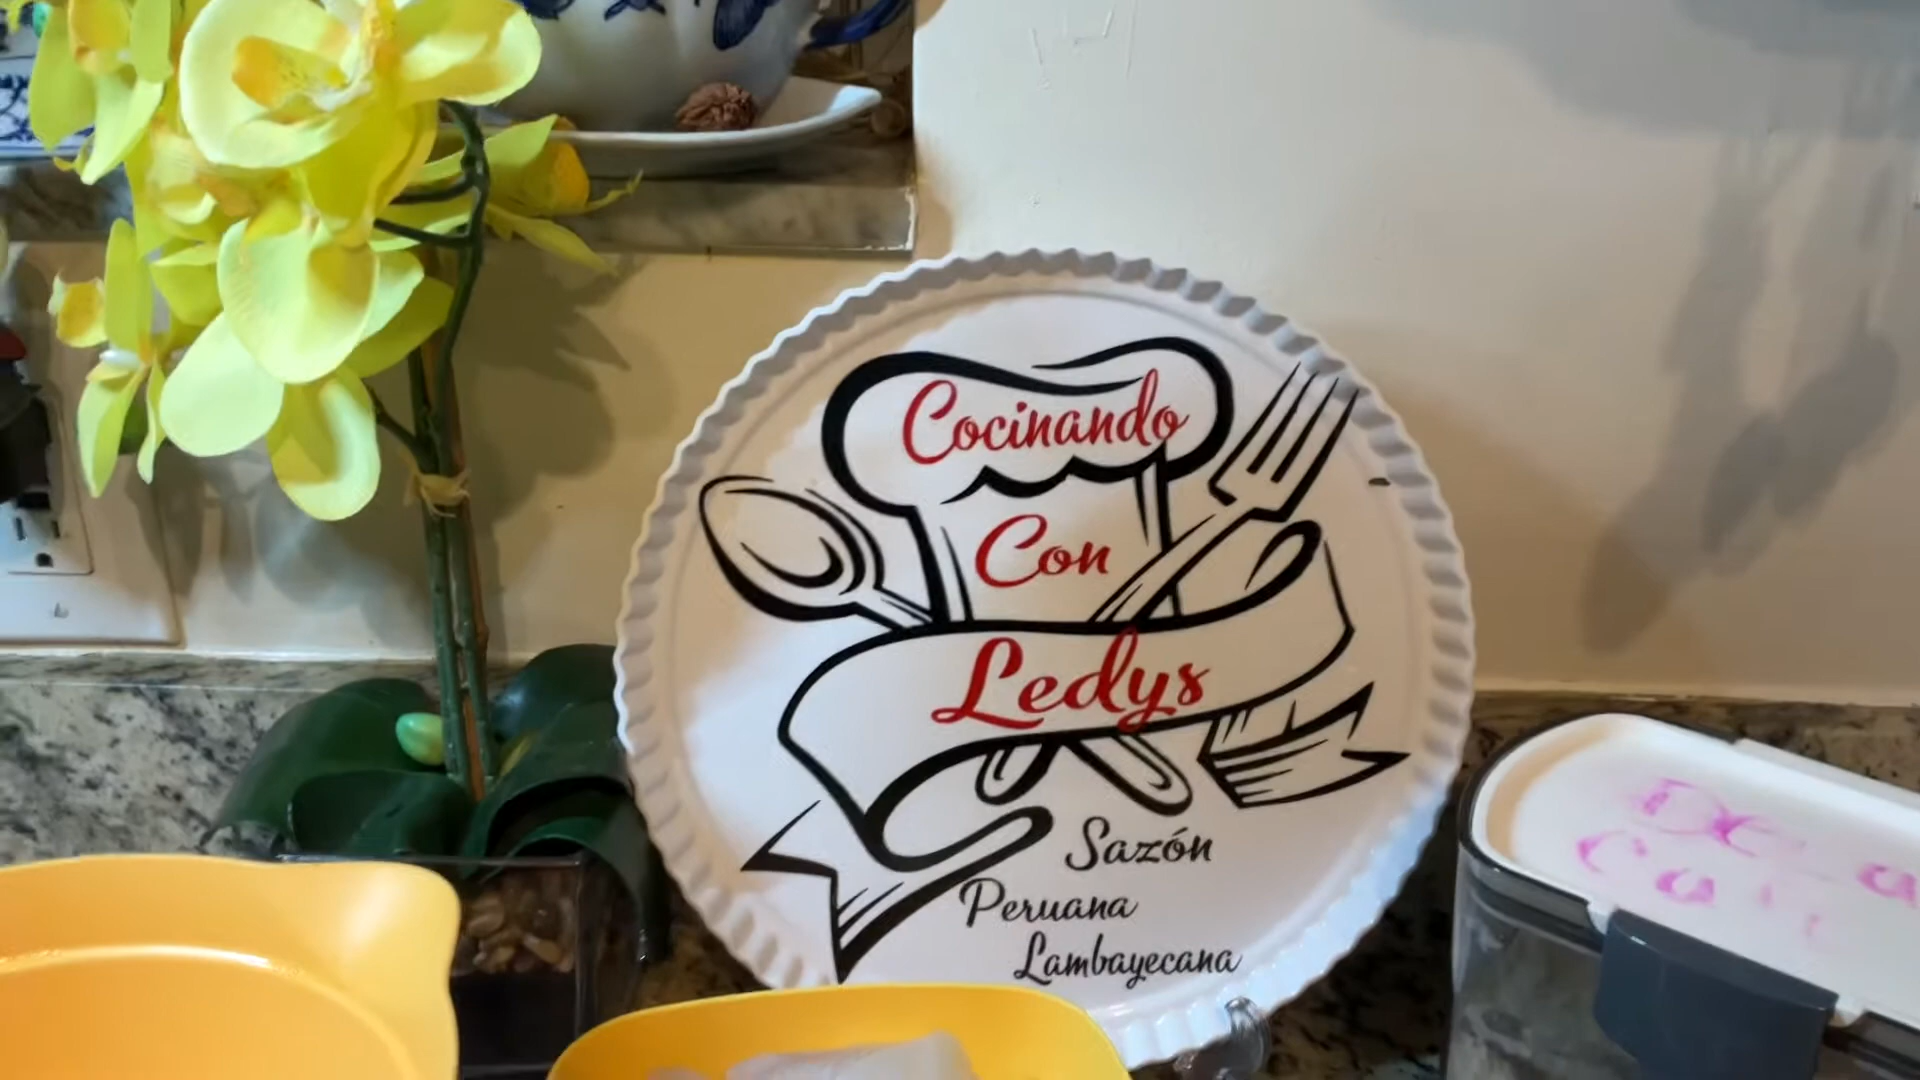 Cocinando
Con
Ledys
Sazón
Peruana
Lambayecana